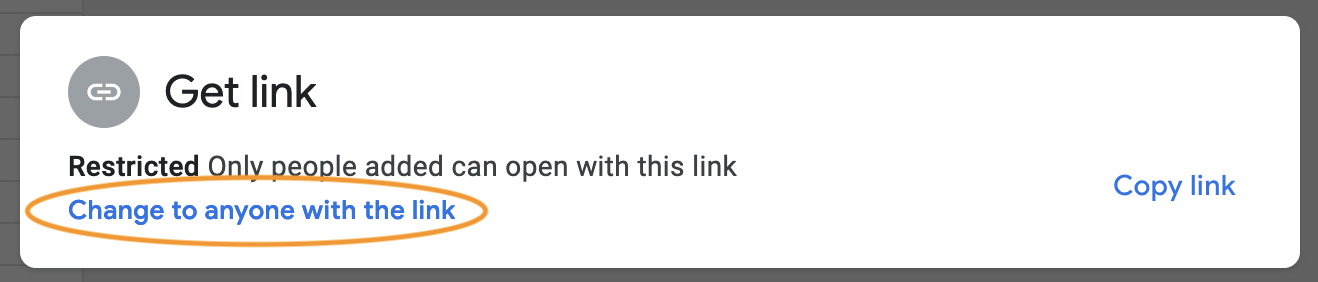 Get link
Restricted Only people added can open with this link
Change to anyone with the link
Copy link